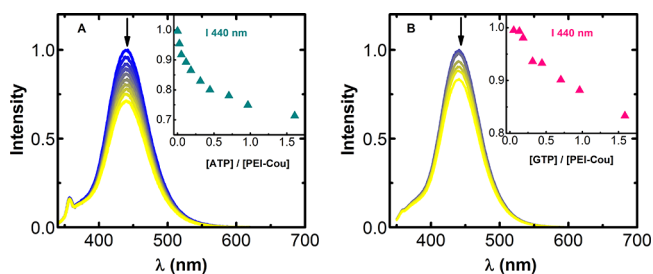 A
I 440 nm
1.0
0.9
0.8
0.7
0.0 0.5 1.0 1.5
[ATP] / [PEI-Cou]
Intensity
1.0
0.5
0.0
400 500 600 700
λ (nm)
B
I 440 nm
1.0
0.9
0.8
0.0 0.5 1.0 1.5
[GTP] / [PEI-Cou]
Intensity
1.0
0.5
0.0
400 500 600 700
λ (nm)